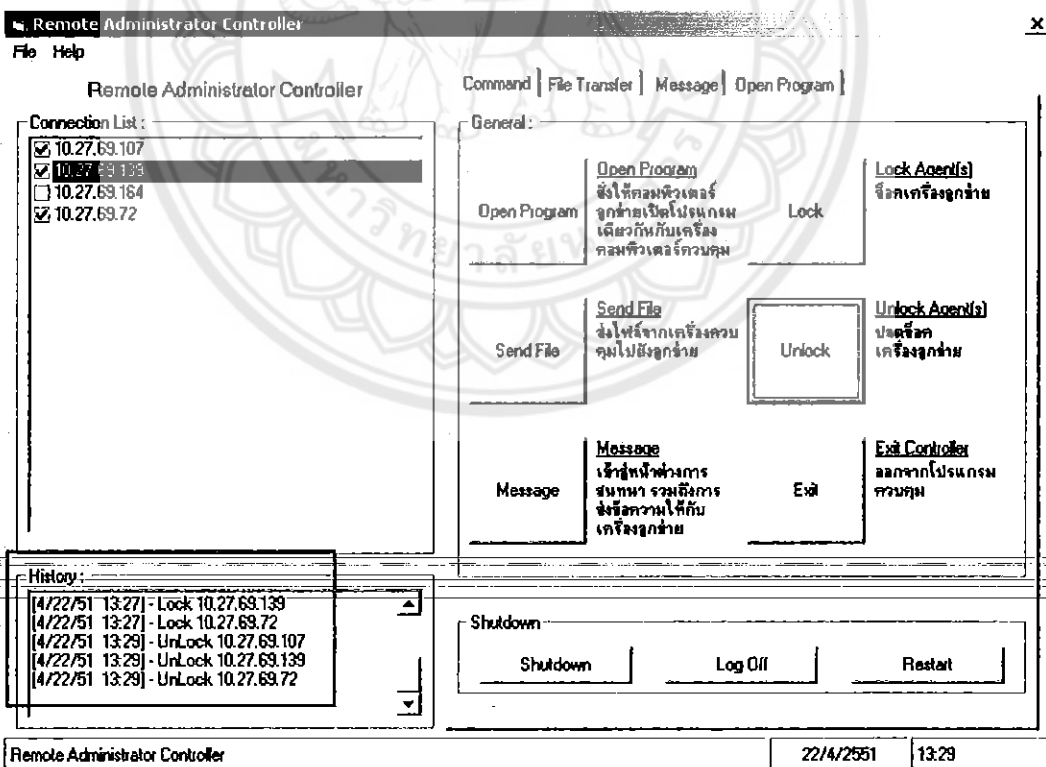 Remote Administrator Controller
File Help
Remote Administrator Controller
Connection List :
10.27.69.107
10.27.69.139
10.27.69.164
10.27.69.72
Command File Transfer Message Open Program
General :
Open Program
Open Program
สั่งให้คอมพิวเตอร์
ลูกข่ายเปิดโปรแกรม
เดียวกันกับเครื่อง
คอมพิวเตอร์ควบคุม
Lock
Lock Agent(s)
ล็อคเครื่องลูกข่าย
Send File
Send File
ส่งไฟล์จากเครื่องควบ
คุมไปยังลูกข่าย
Unlock
Unlock Agent(s)
ปลดล็อค
เครื่องลูกข่าย
Message
Message
เข้าสู่หน้าต่างการ
สนทนา รวมถึงการ
ส่งข้อความให้กับ
เครื่องลูกข่าย
Exit
Exit Controller
ออกจากโปรแกรม
ควบคุม
History :
[4/22/51 13:27] - Lock 10.27.69.139
[4/22/51 13:27] - Lock 10.27.69.72
[4/22/51 13:29] - UnLock 10.27.69.107
[4/22/51 13:29] - UnLock 10.27.69.139
[4/22/51 13:29] - UnLock 10.27.69.72
Shutdown
Shutdown Log Off Restart
Remote Administrator Controller 22/4/2551 13:29